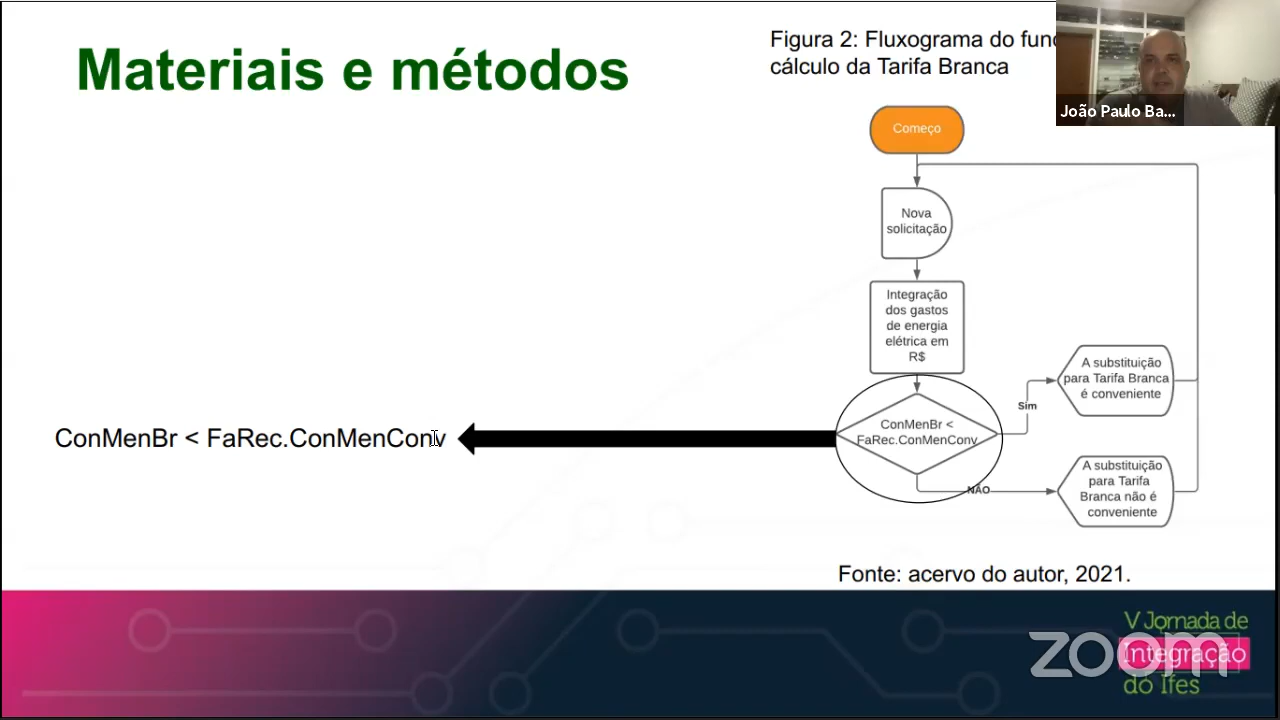 Materiais e métodos
Figura 2: Fluxograma do
cálculo da Tarifa Branca
João Paulo Ba...
Começo
Nova
solicitação
Integração
dos gastos
de energia
elétrica em
R$
ConMenBr <
FaRec.ConMenConv
Sim
A substituição
para Tarifa Branca
é conveniente
NÃO
A substituição
para Tarifa
Branca não é
conveniente
ConMenBr < FaRec.ConMenConv
Fonte: acervo do autor, 2021.
V Jornada de
Integração
do Ifes
zoom